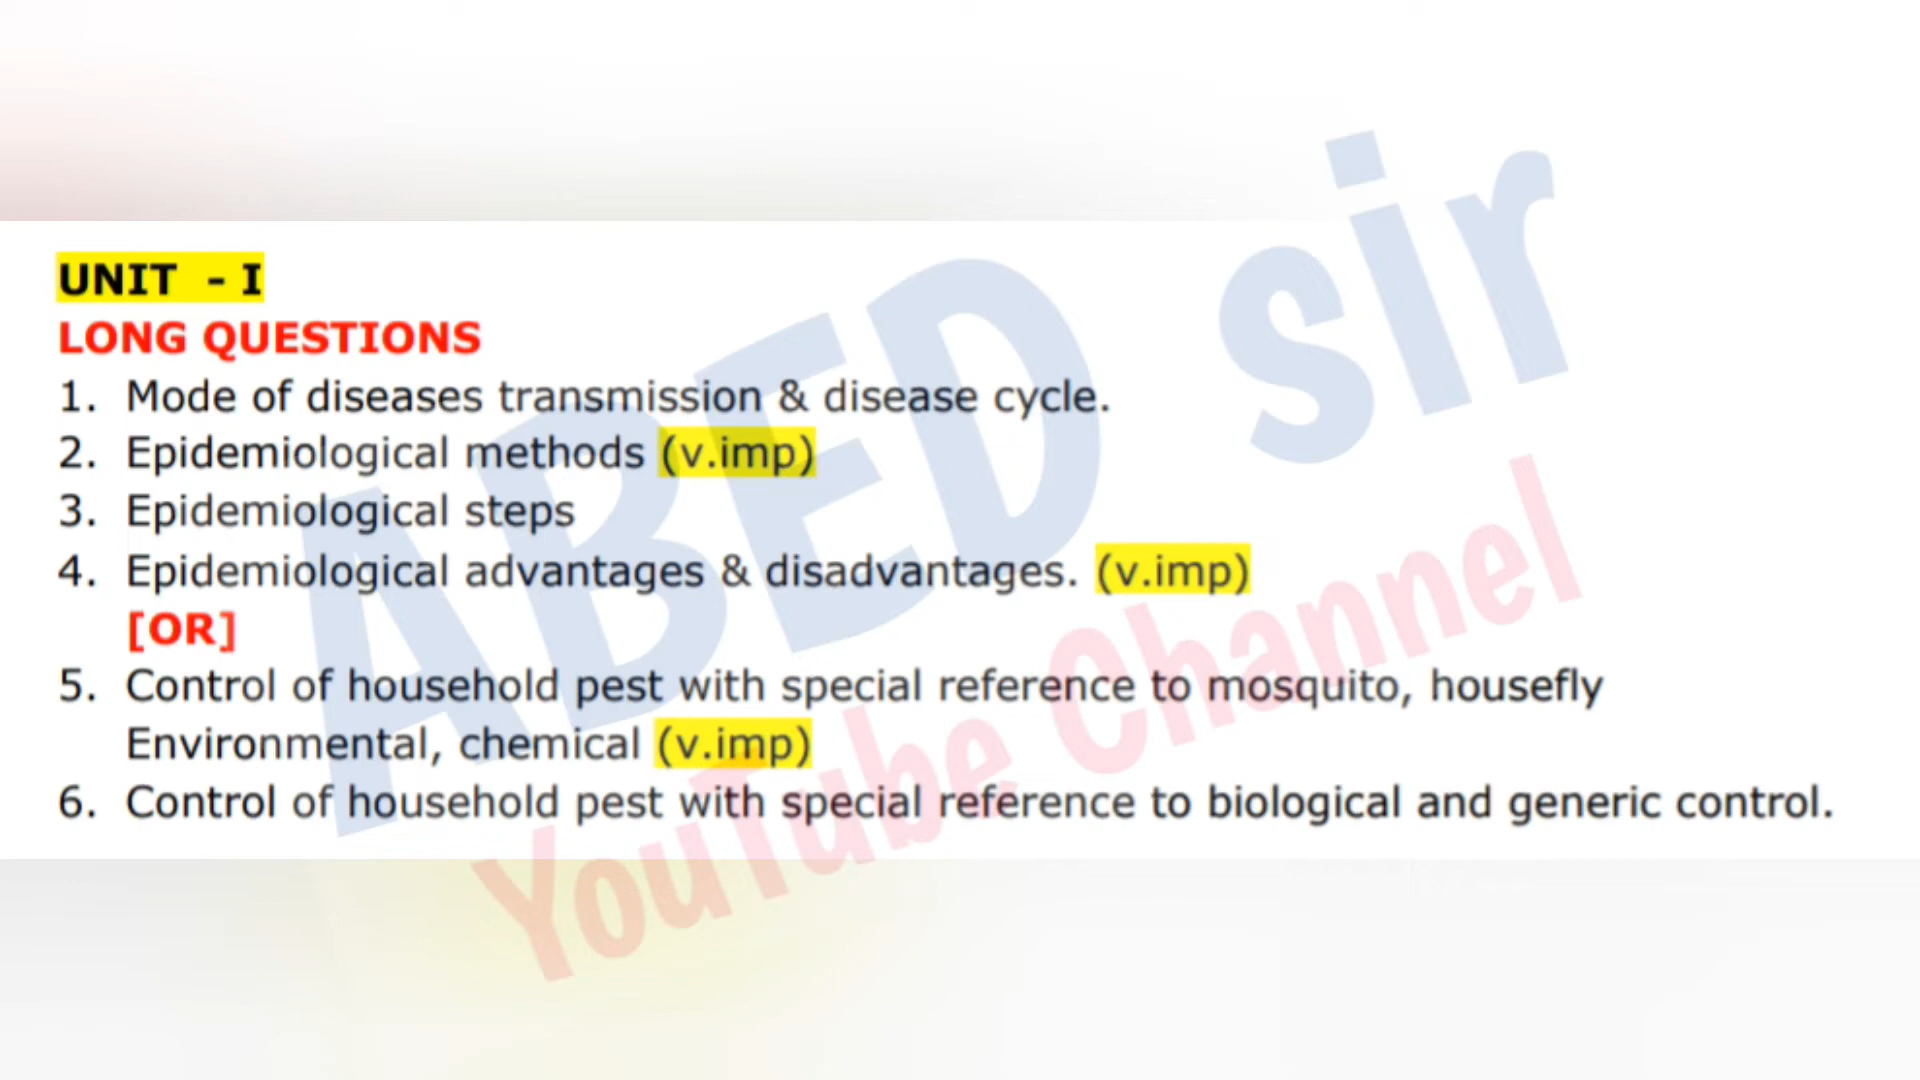 UNIT - I
LONG QUESTIONS
1. Mode of diseases transmission & disease cycle.
2. Epidemiological methods (v.imp)
3. Epidemiological steps
4. Epidemiological advantages & disadvantages. (v.imp)
[OR]
5. Control of household pest with special reference to mosquito, housefly
Environmental, chemical (v.imp)
6. Control of household pest with special reference to biological and generic control.
ABED sir
YouTube Channel